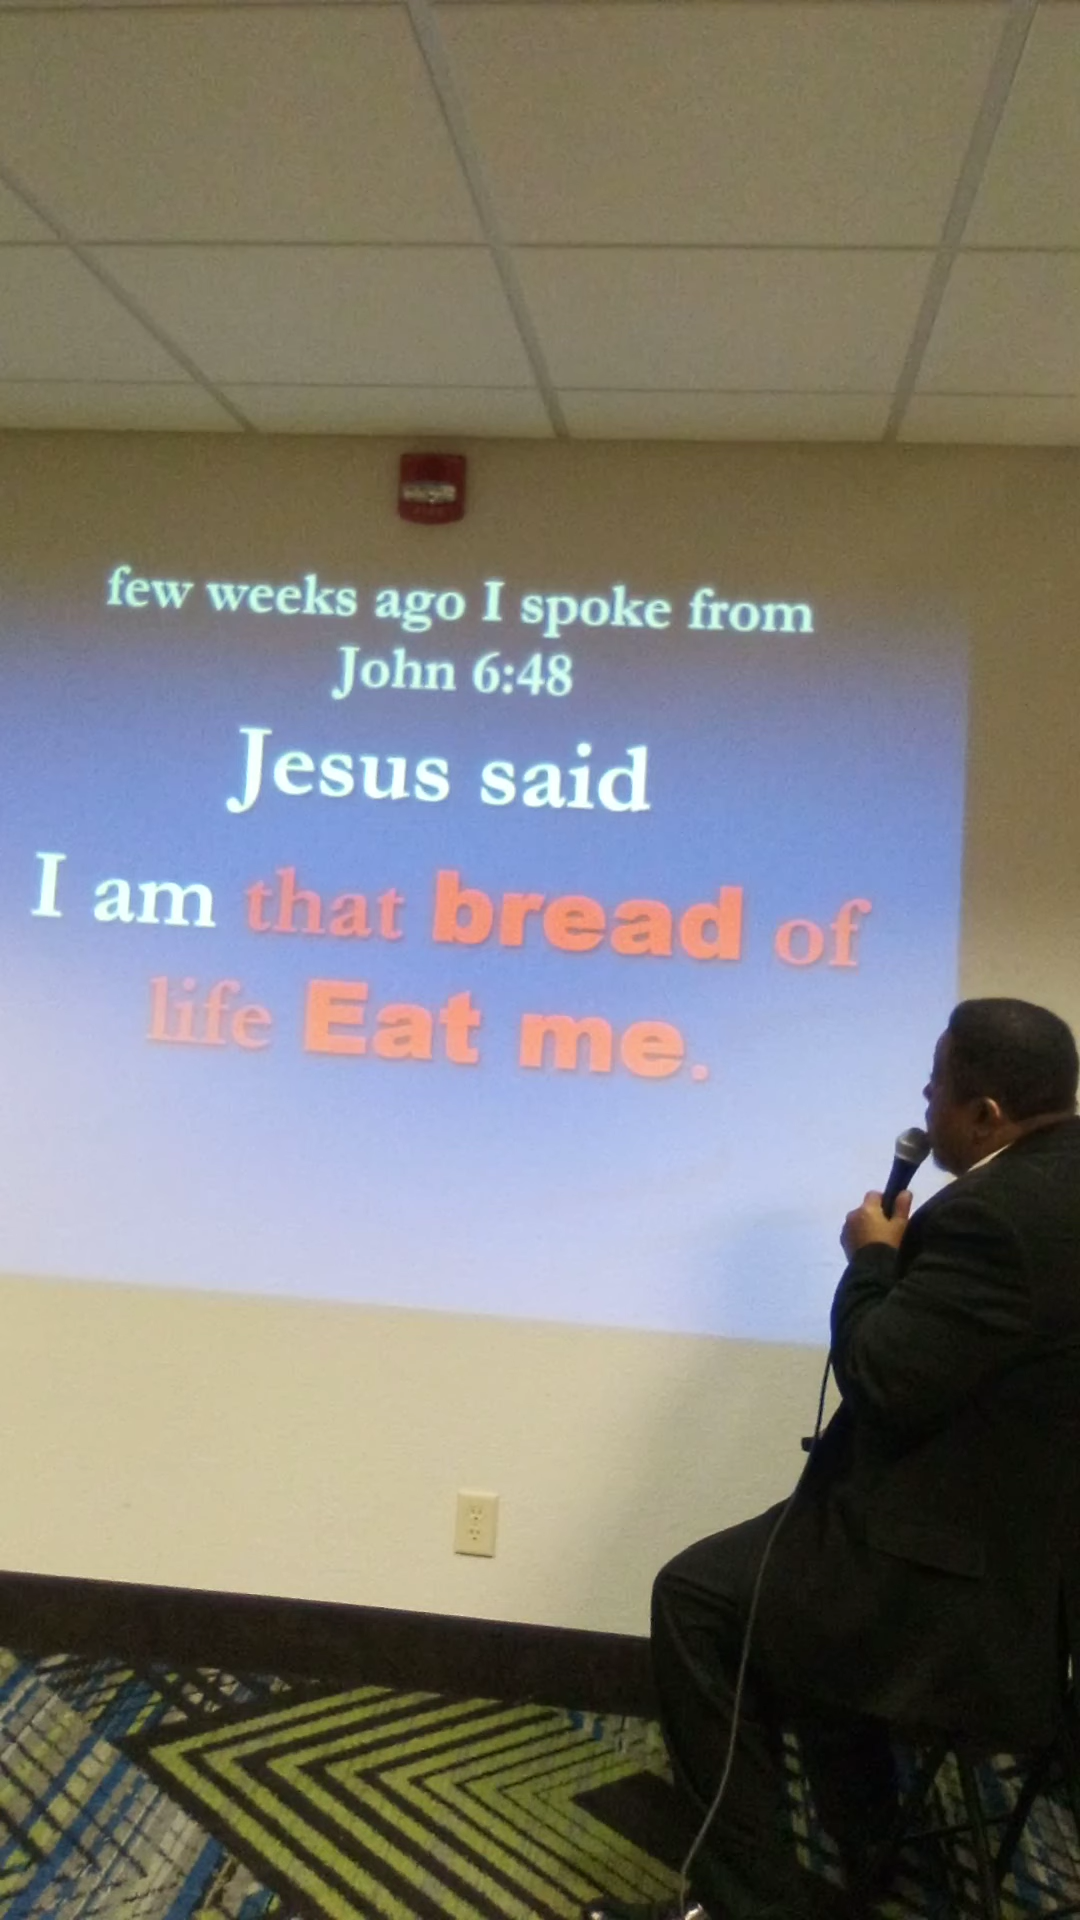 few weeks ago I spoke from
John 6:48
Jesus said
I am that bread of
life Eat me.